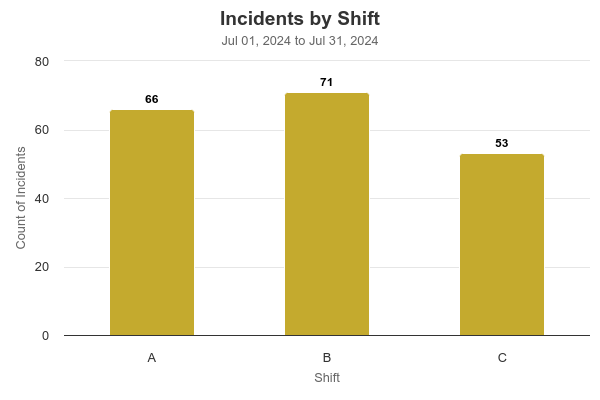 Incidents by Shift
Jul 01, 2024 to Jul 31, 2024
Count of Incidents
80
60
40
20
0
66
71
53
A
B
C
Shift